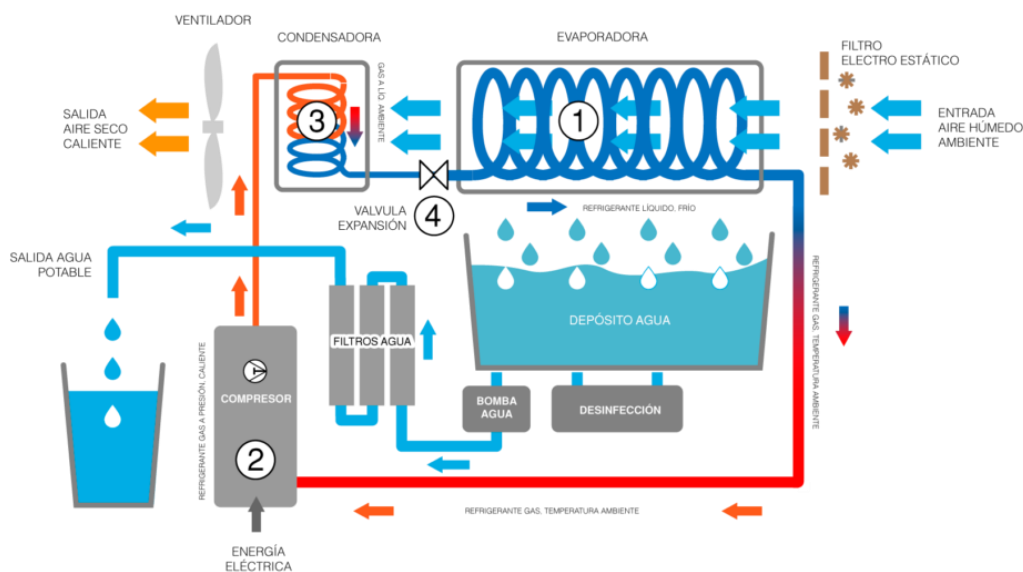 VENTILADOR
CONDENSADORA
EVAPORADORA
FILTRO
ELECTRO ESTÁTICO
SALIDA
AIRE SECO
CALIENTE
GAS A LÍQ. AMBIENTE
3
1
ENTRADA
AIRE HÚMEDO
AMBIENTE
VALVULA
EXPANSIÓN
4
REFRIGERANTE LÍQUIDO, FRÍO
SALIDA AGUA
POTABLE
REFRIGERANTE GAS. TEMPERATURA AMBIENTE
DEPÓSITO AGUA
FILTROS AGUA
REFRIGERANTE GAS A PRESIÓN, CALIENTE
COMPRESOR
2
BOMBA
AGUA
DESINFECCIÓN
REFRIGERANTE GAS. TEMPERATURA AMBIENTE
ENERGÍA
ELÉCTRICA